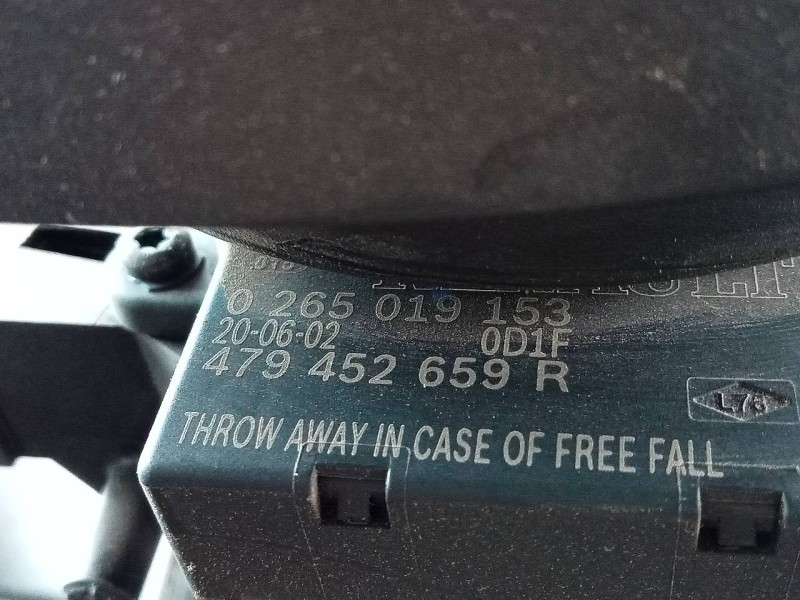 0 265 019 153
20-06-02 0D1F
479 452 659 R
THROW AWAY IN CASE OF FREE FALL